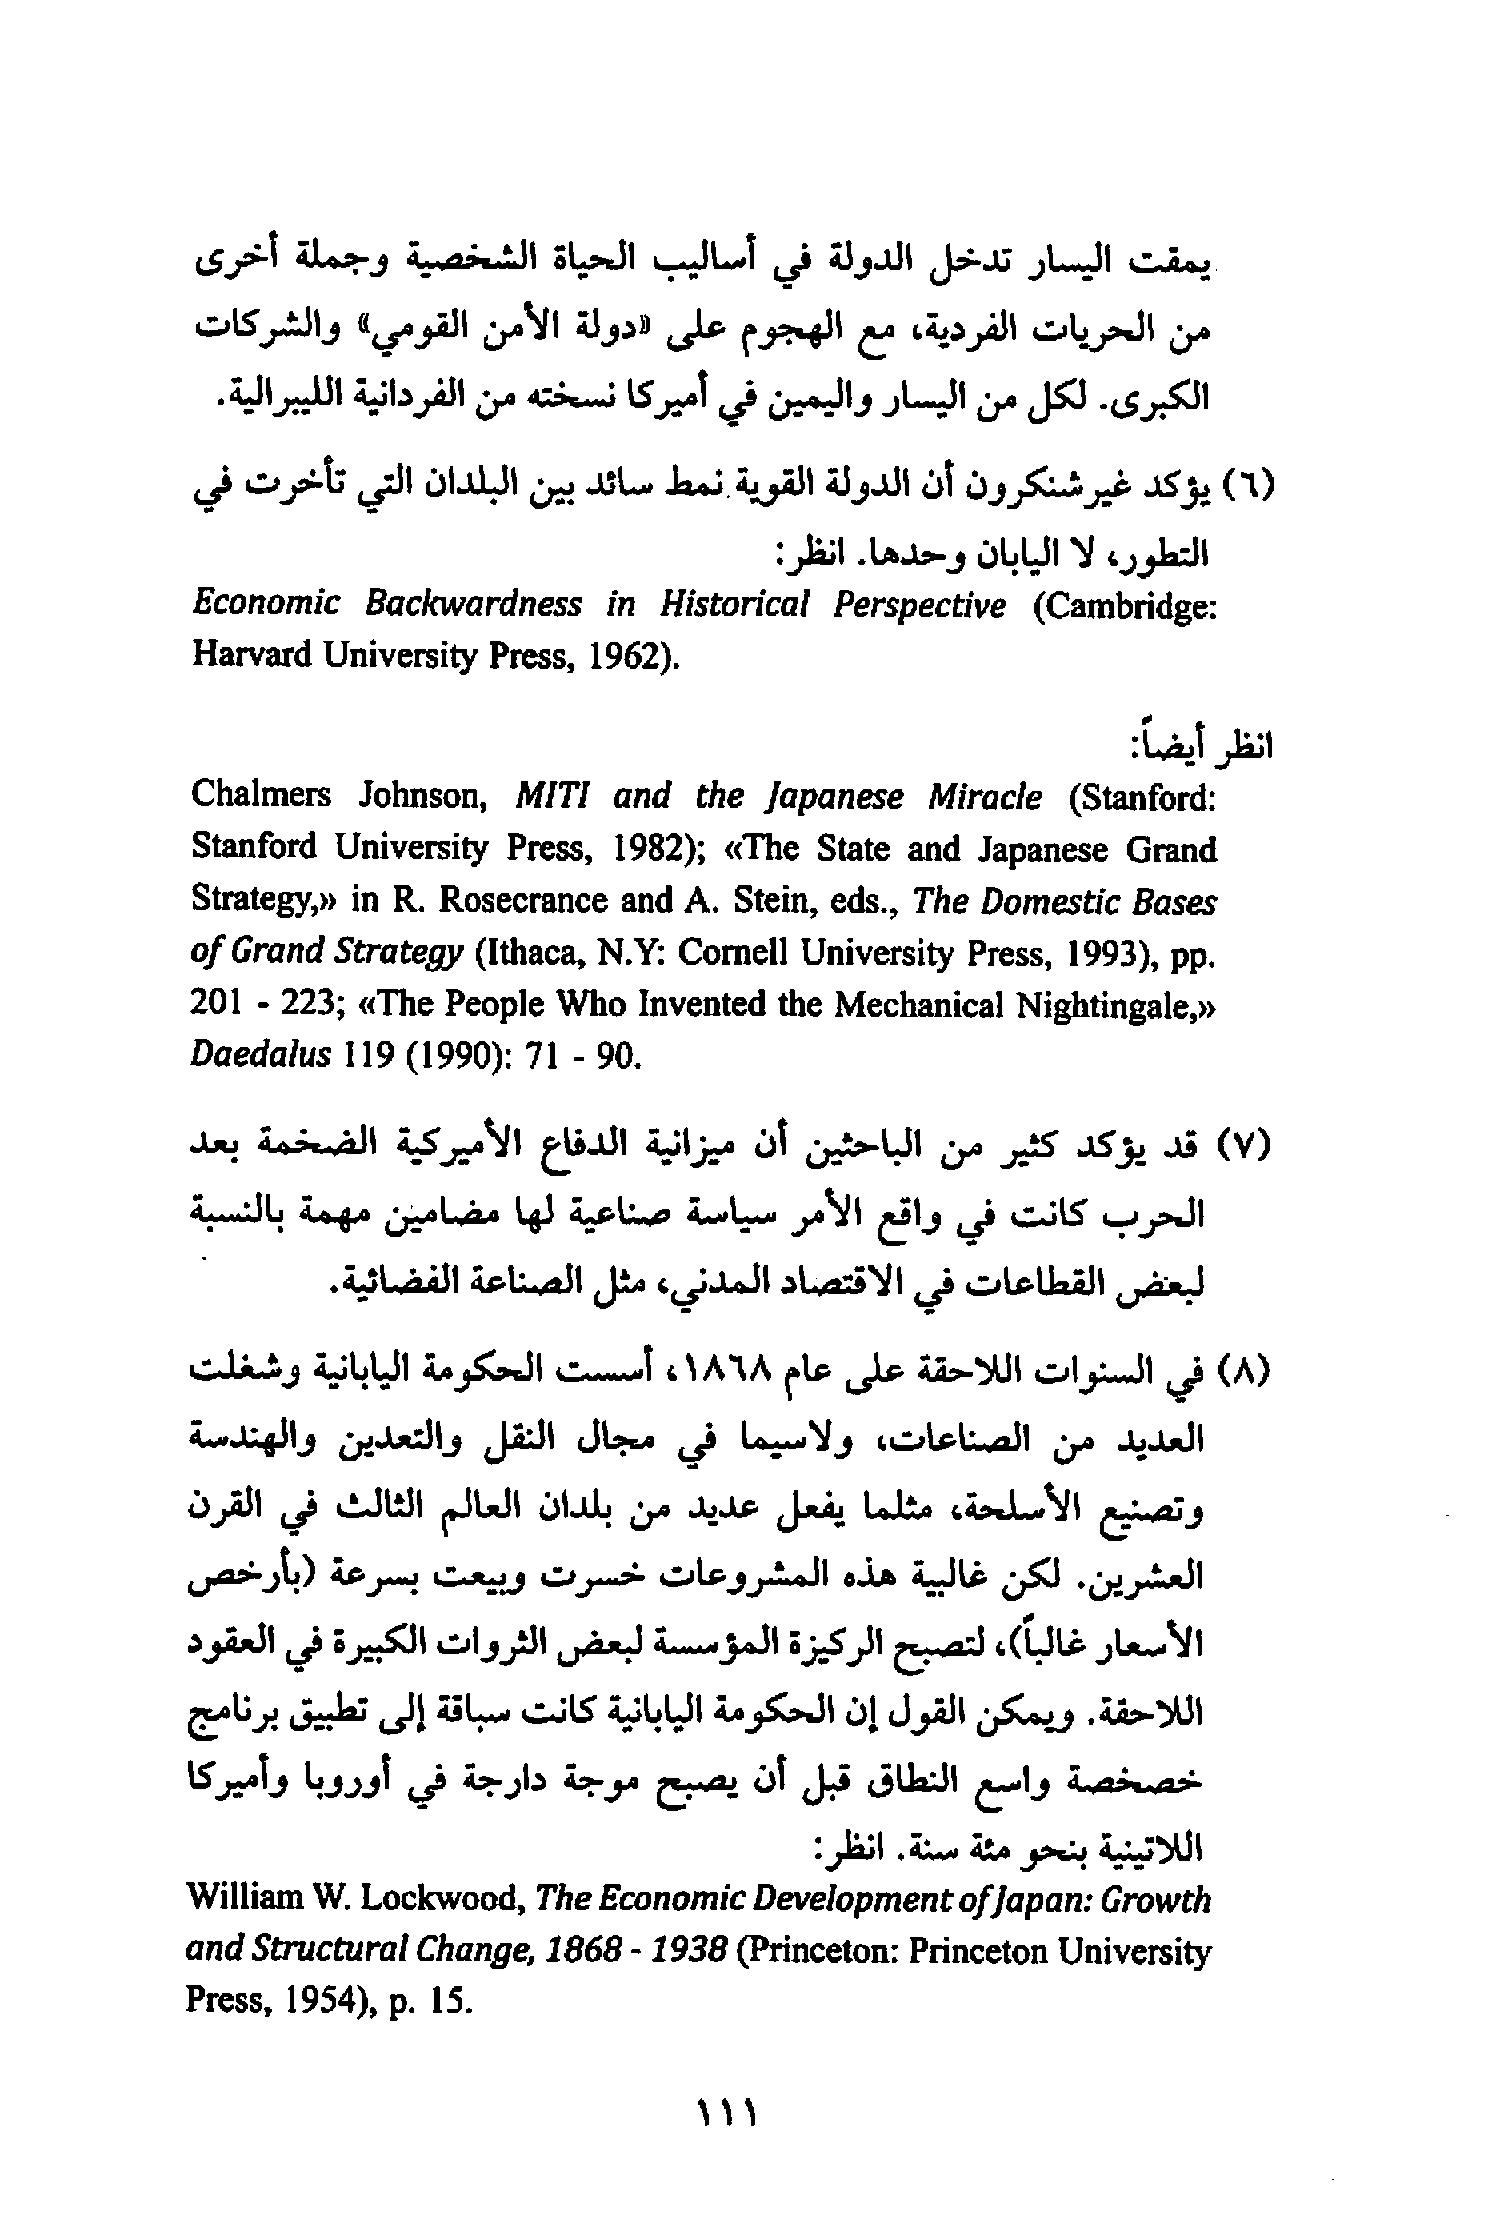 يمقت اليسار تدخل الدولة في أساليب الحياة الشخصية وجملة أخرى
من الحريات الفردية، مع الهجوم على «دولة الأمن القومي» والشركات
الكبرى. لكل من اليسار واليمين في أميركا نسخته من الفردانية الليبرالية.
(٦) يؤكد غيرشنكرون أن الدولة القوية نمط سائد بين البلدان التي تأخرت في
التطور، لا اليابان وحدها. انظر:
Economic Backwardness in Historical Perspective (Cambridge:
Harvard University Press, 1962).
انظر أيضاً:
Chalmers Johnson, MITI and the Japanese Miracle (Stanford:
Stanford University Press, 1982); «The State and Japanese Grand
Strategy,» in R. Rosecrance and A. Stein, eds., The Domestic Bases
of Grand Strategy (Ithaca, N.Y: Cornell University Press, 1993), pp.
201 - 223; «The People Who Invented the Mechanical Nightingale,»
Daedalus 119 (1990): 71 - 90.
(٧) قد يؤكد كثير من الباحثين أن ميزانية الدفاع الأميركية الضخمة بعد
الحرب كانت في واقع الأمر سياسة صناعية لها مضامين مهمة بالنسبة
لبعض القطاعات في الاقتصاد المدني، مثل الصناعة الفضائية.
(٨) في السنوات اللاحقة على عام ١٨٦٨، أسست الحكومة اليابانية وشغلت
العديد من الصناعات، ولاسيما في مجال النقل والتعدين والهندسة
وتصنيع الأسلحة، مثلما يفعل عديد من بلدان العالم الثالث في القرن
العشرين. لكن غالبية هذه المشروعات خسرت وبيعت بسرعة (بأرخص
الأسعار غالباً)، لتصبح الركيزة المؤسسة لبعض الثروات الكبيرة في العقود
اللاحقة. ويمكن القول إن الحكومة اليابانية كانت سباقة إلى تطبيق برنامج
خصخصة واسع النطاق قبل أن يصبح موجة دارجة في أوروبا وأميركا
اللاتينية بنحو مئة سنة. انظر:
William W. Lockwood, The Economic Development of Japan: Growth
and Structural Change, 1868 - 1938 (Princeton: Princeton University
Press, 1954), p. 15.
١١١